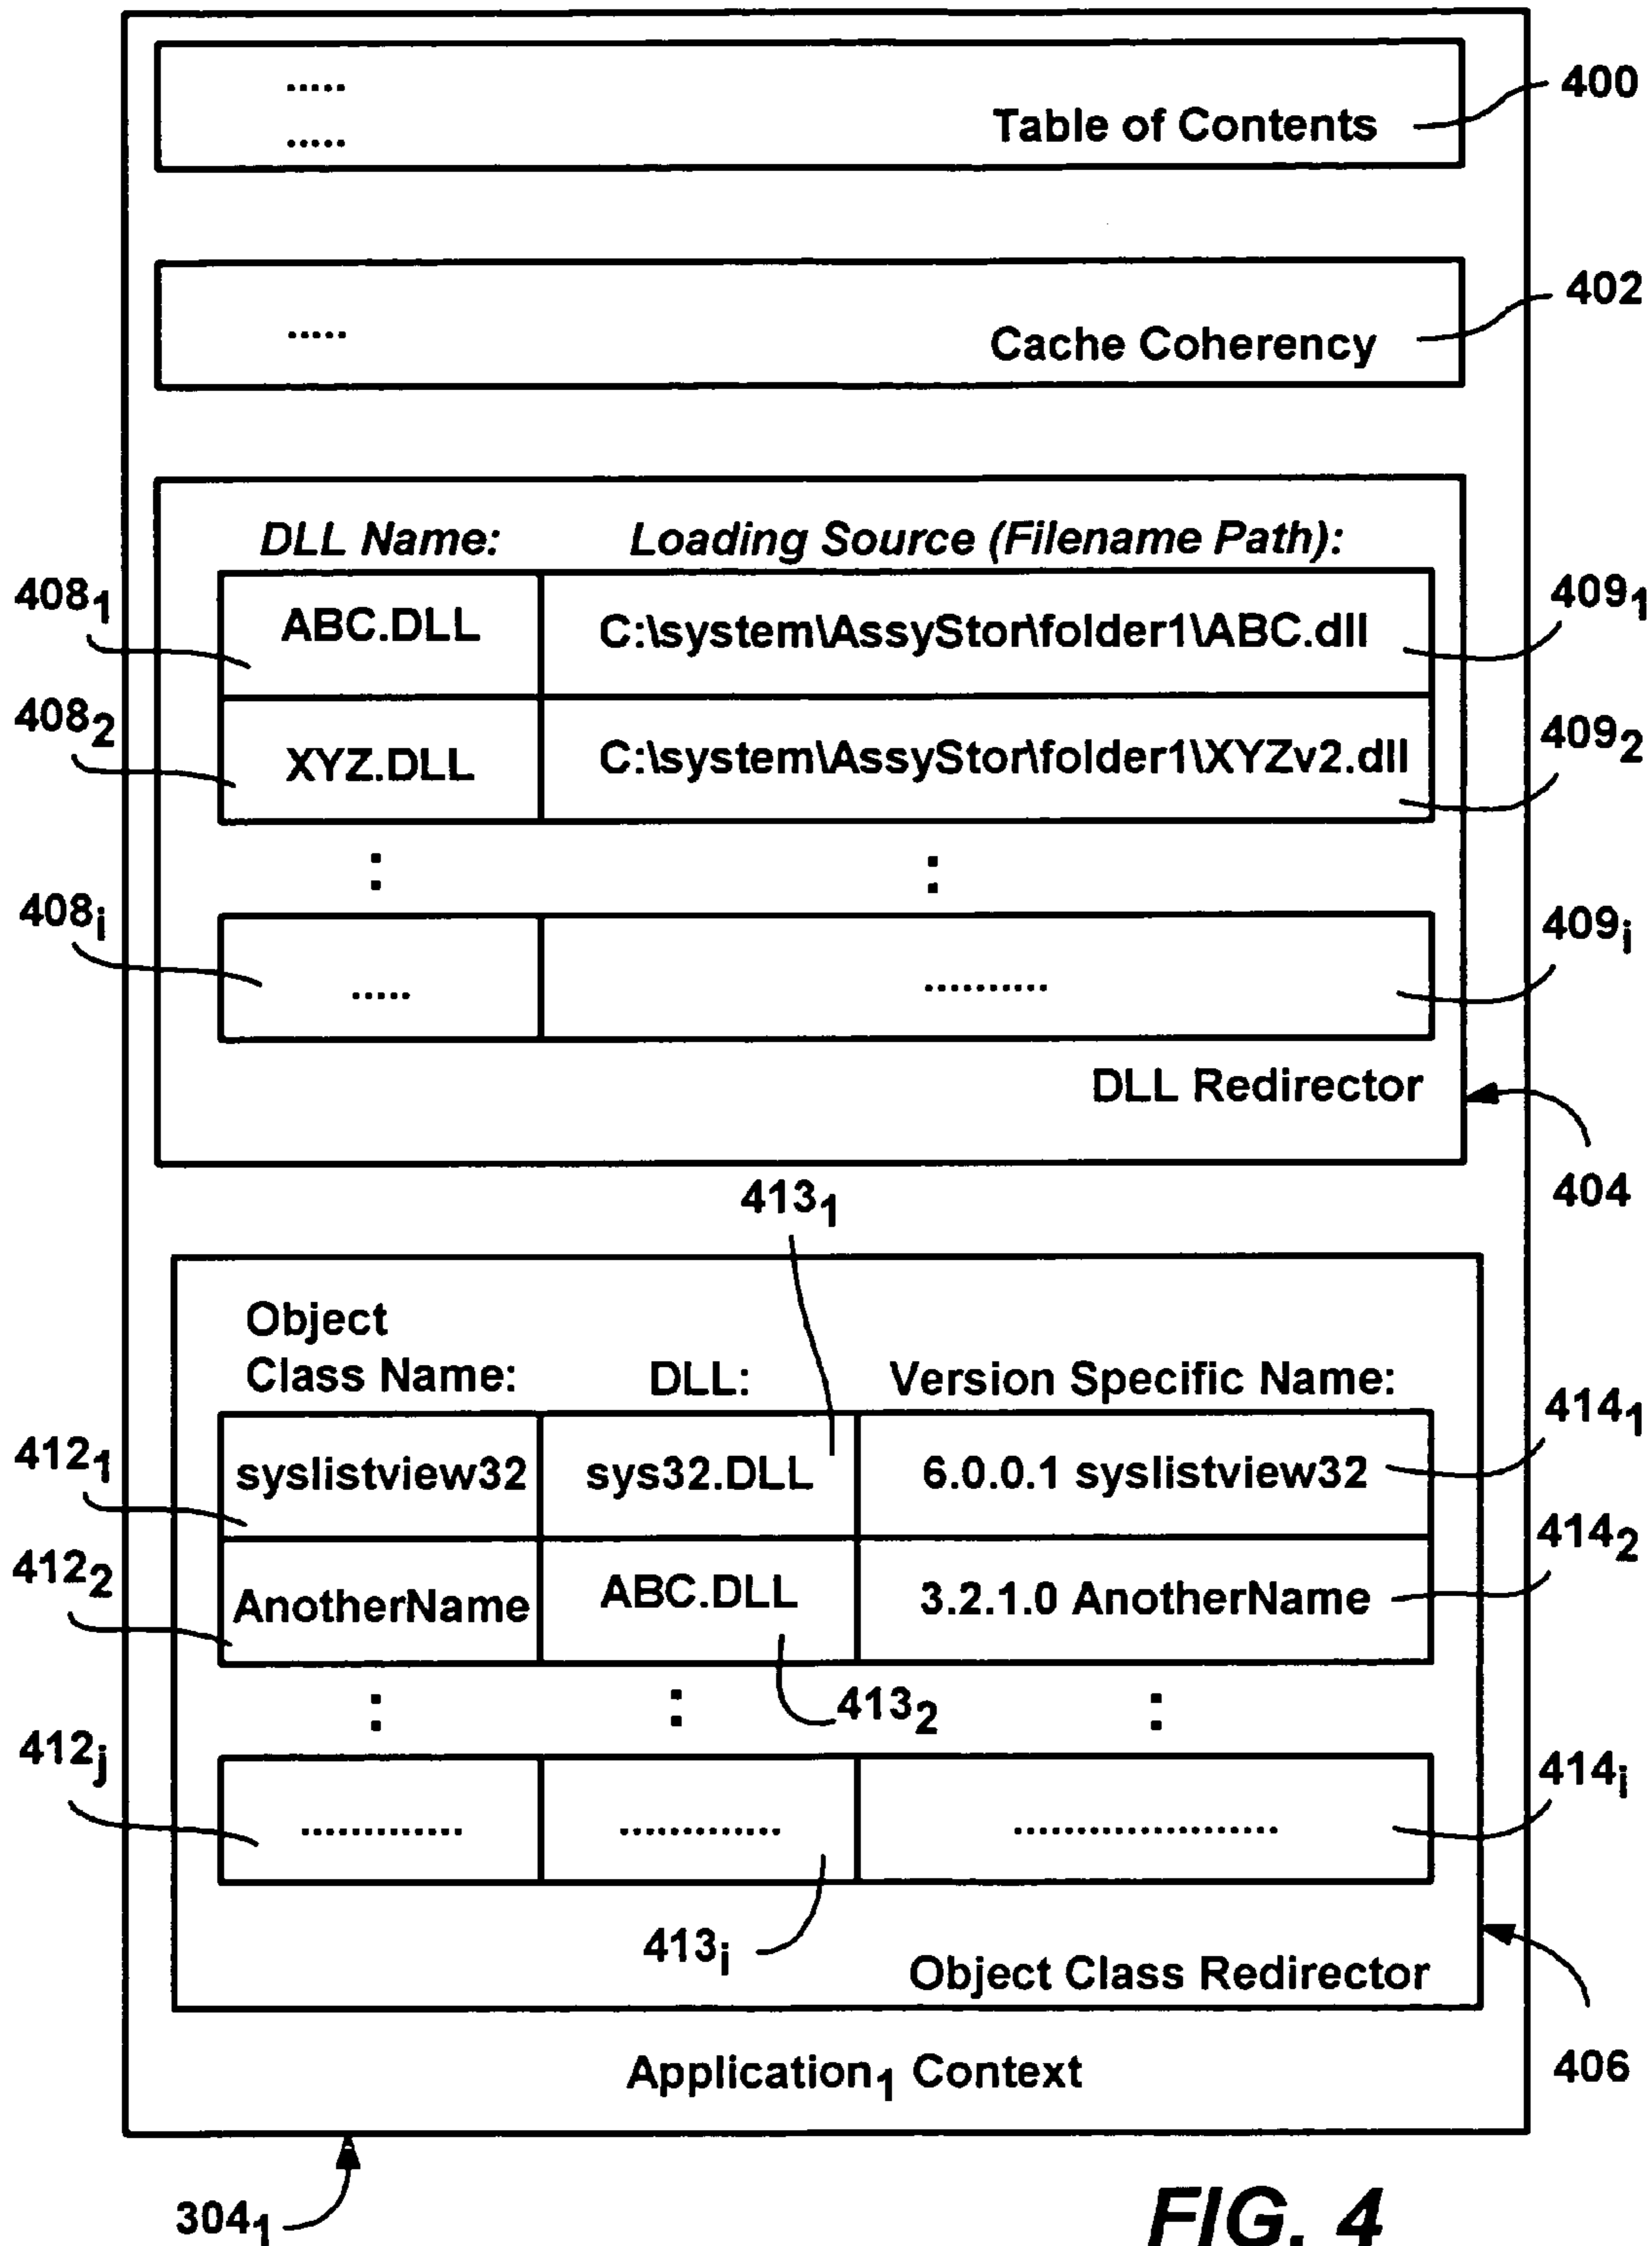 .....
400
.....
Table of Contents
402
.....
Cache Coherency
DLL Name: Loading Source (Filename Path):
408₁ ABC.DLL C:\system\AssyStor\folder1\ABC.dll 409₁
408₂ XYZ.DLL C:\system\AssyStor\folder1\XYZv2.dll 409₂
: :
408ᵢ ..... .......... 409ᵢ
DLL Redirector
404
413₁
Object
Class Name: DLL: Version Specific Name:
412₁ syslistview32 sys32.DLL 6.0.0.1 syslistview32 414₁
412₂ AnotherName ABC.DLL 3.2.1.0 AnotherName 414₂
: : :
413₂
412ⱼ ............. ............. ..................... 414ᵢ
413ᵢ
Object Class Redirector
406
Application₁ Context
304₁
FIG. 4